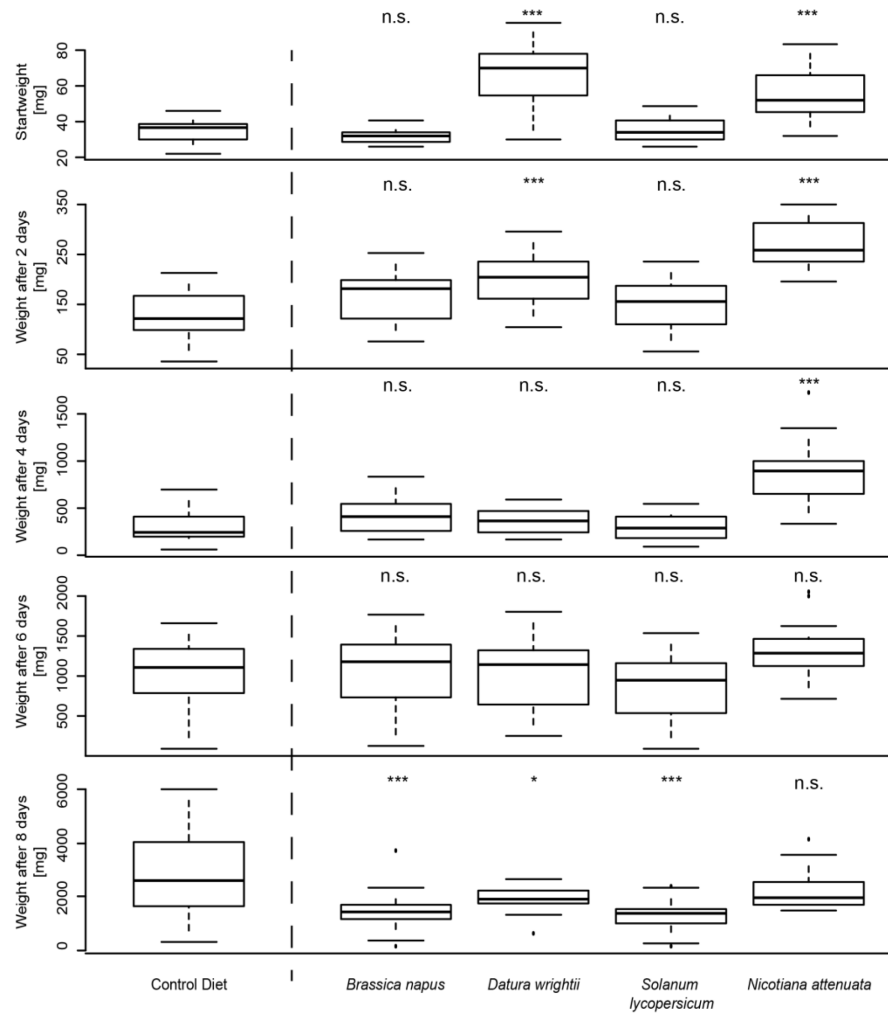 n.s. *** n.s. ***
Startweight
[mg]
80
60
40
20
n.s. *** n.s. ***
Weight after 2 days
[mg]
350
250
150
50
n.s. n.s. n.s. ***
Weight after 4 days
[mg]
1500
1000
500
0
n.s. n.s. n.s. n.s.
Weight after 6 days
[mg]
2000
1500
1000
500
*** * *** n.s.
Weight after 8 days
[mg]
6000
4000
2000
0
Control Diet Brassica napus Datura wrightii Solanum Nicotiana attenuata
lycopersicum